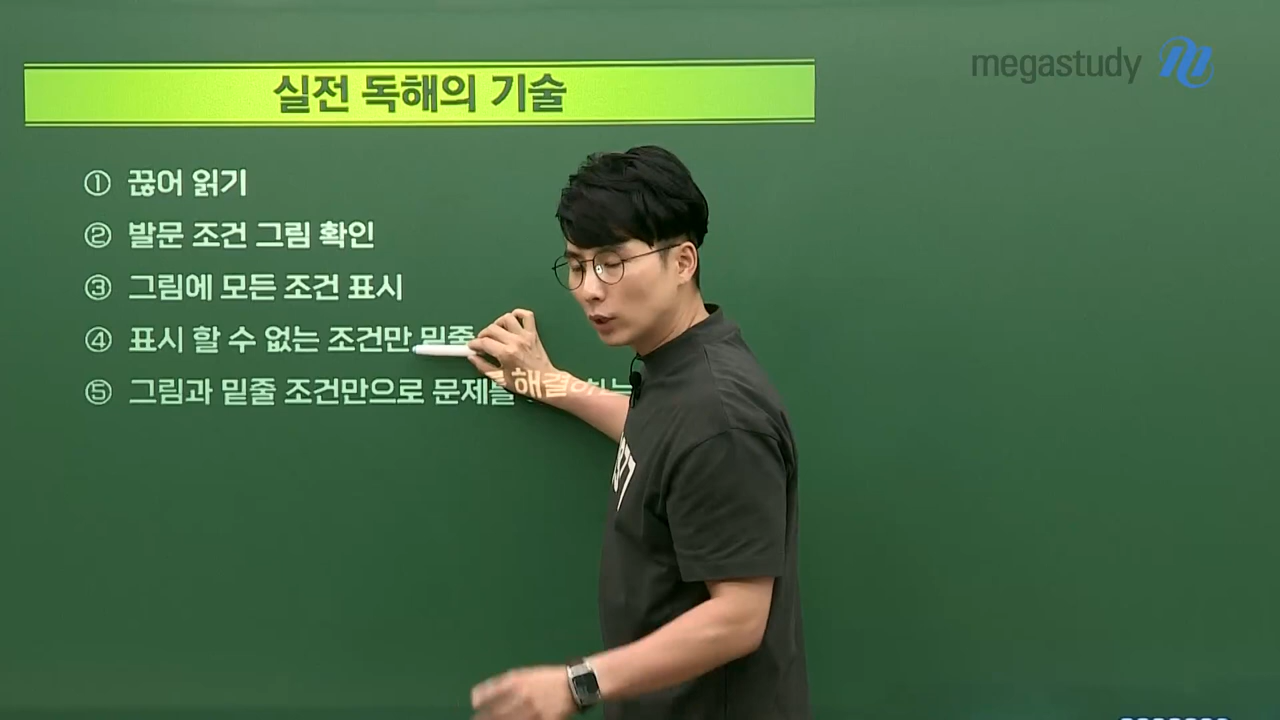 megastudy
실전 독해의 기술
① 끊어 읽기
② 발문 조건 그림 확인
③ 그림에 모든 조건 표시
④ 표시 할 수 없는 조건만 밑줄
⑤ 그림과 밑줄 조건만으로 문제를 해결하는
77